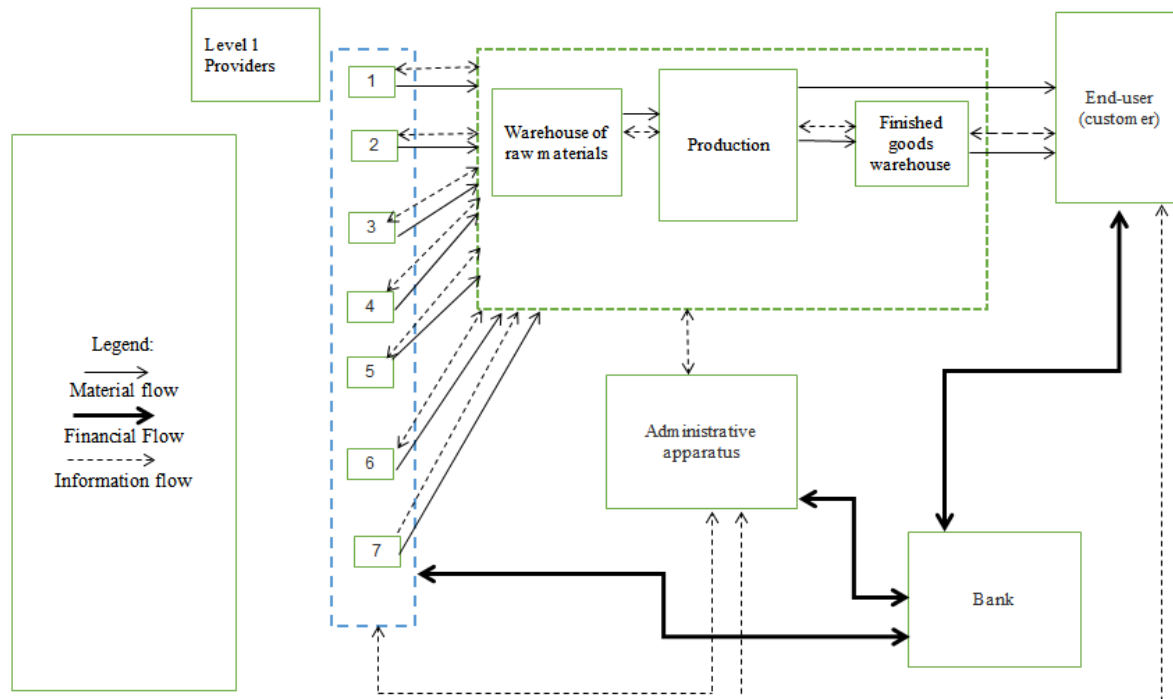 Level 1
Providers
1
2
3
4
5
6
7
Warehouse of
raw materials
Production
Finished
goods
warehouse
End-user
(customer)
Legend:
Material flow
Financial Flow
Information flow
Administrative
apparatus
Bank